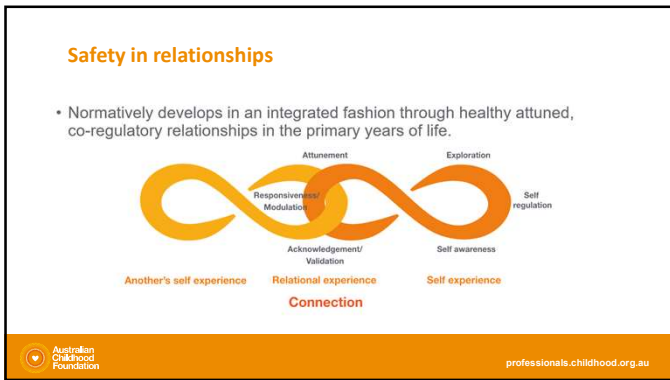 Safety in relationships
• Normatively develops in an integrated fashion through healthy attuned,
co-regulatory relationships in the primary years of life.
Attunement
Exploration
Responsiveness/
Modulation
Self
regulation
Acknowledgement/
Validation
Self awareness
Another's self experience
Relational experience
Self experience
Connection
Australian
Childhood
Foundation
professionals.childhood.org.au